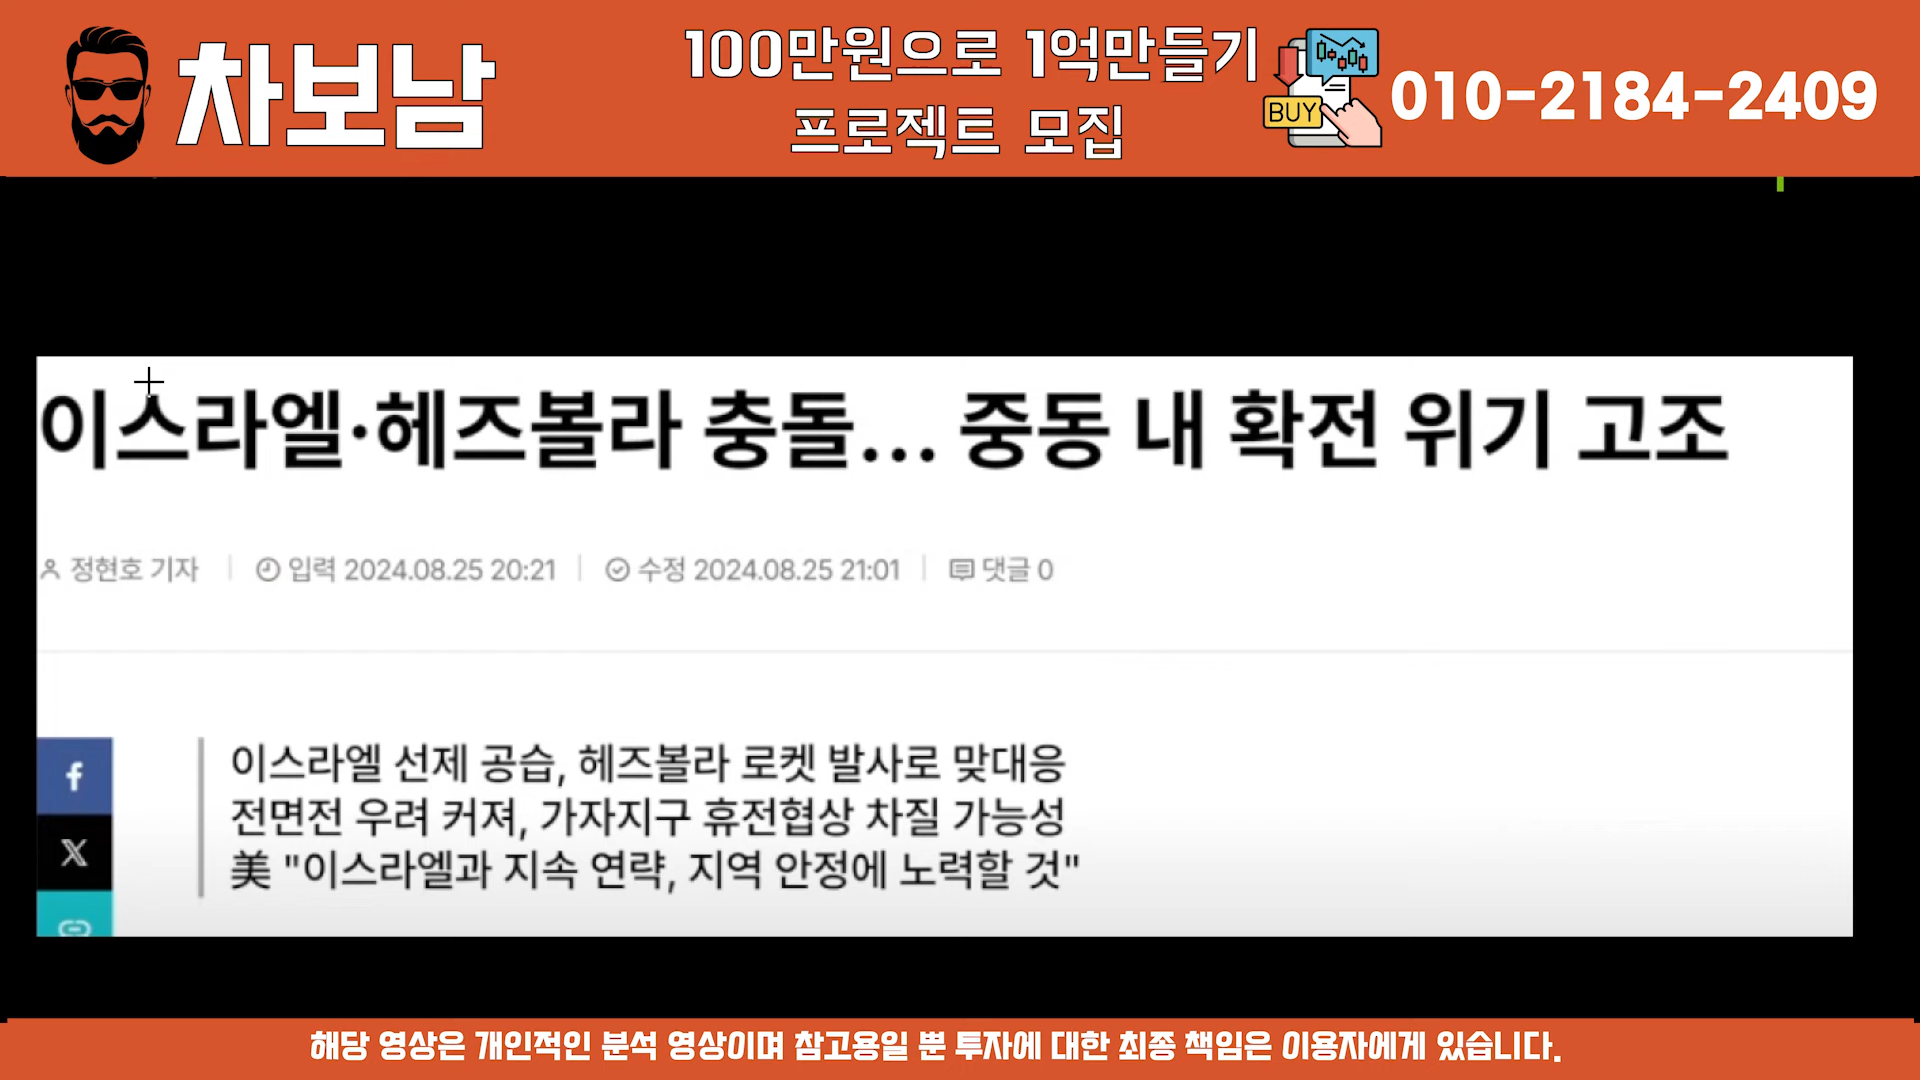 차보남
100만원으로 1억만들기
프로젝트 모집
BUY
010-2184-2409
이스라엘·헤즈볼라 충돌... 중동 내 확전 위기 고조
정현호 기자 입력 2024.08.25 20:21 수정 2024.08.25 21:01 댓글 0
이스라엘 선제 공습, 헤즈볼라 로켓 발사로 맞대응
전면전 우려 커져, 가자지구 휴전협상 차질 가능성
美 "이스라엘과 지속 연락, 지역 안정에 노력할 것"
해당 영상은 개인적인 분석 영상이며 참고용일 뿐 투자에 대한 최종 책임은 이용자에게 있습니다.